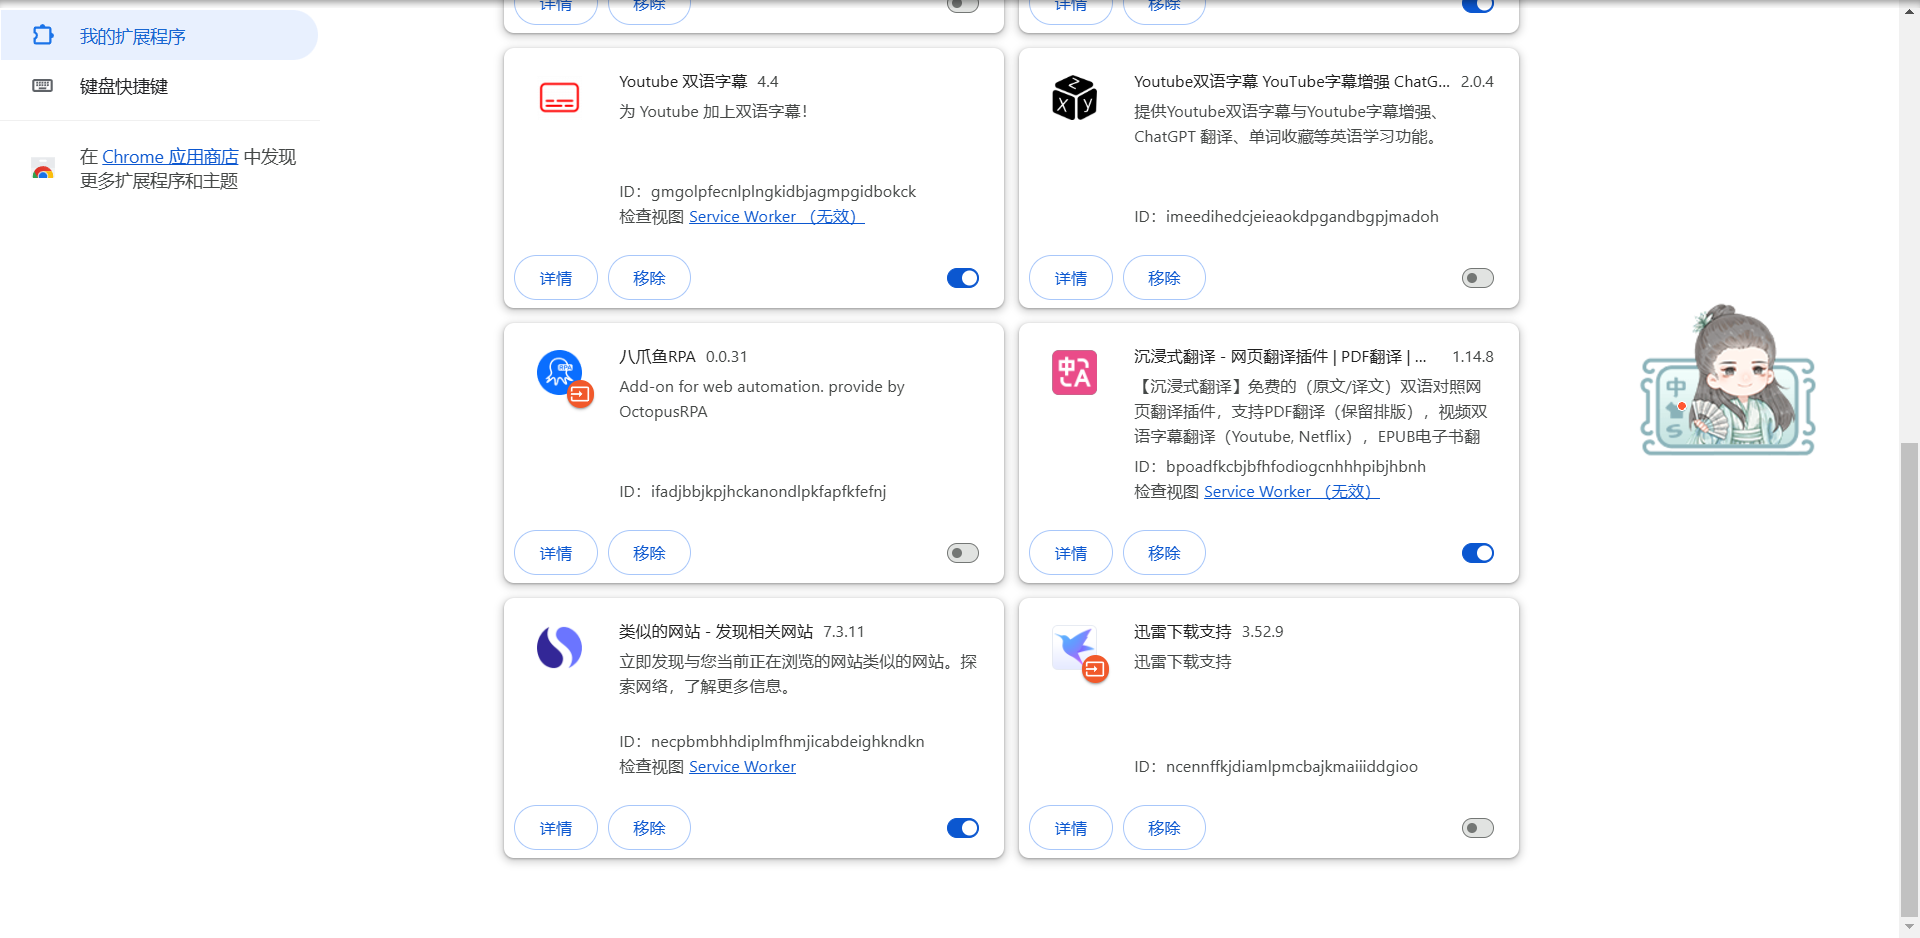 详情
移除
详情
移除
我的扩展程序
键盘快捷键
在 Chrome 应用商店 中发现
更多扩展程序和主题
Youtube 双语字幕 4.4
为 Youtube 加上双语字幕！
ID：gmgolpfecnlplngkidbjagmpgidbokck
检查视图 Service Worker （无效）
详情
移除
Youtube双语字幕 YouTube字幕增强 ChatG... 2.0.4
提供Youtube双语字幕与Youtube字幕增强、
ChatGPT 翻译、单词收藏等英语学习功能。
ID：imeedihedcjeieaokdpgandbgpjmadoh
详情
移除
八爪鱼RPA 0.0.31
Add-on for web automation. provide by
OctopusRPA
ID：ifadjbbjkpjhckanondlpkfapfkfefnj
详情
移除
沉浸式翻译 - 网页翻译插件 | PDF翻译 | ... 1.14.8
【沉浸式翻译】免费的（原文/译文）双语对照网
页翻译插件，支持PDF翻译（保留排版），视频双
语字幕翻译（Youtube, Netflix），EPUB电子书翻
ID：bpoadfkcbjbfhfodiogcnhhhpibjhbnh
检查视图 Service Worker （无效）
详情
移除
类似的网站 - 发现相关网站 7.3.11
立即发现与您当前正在浏览的网站类似的网站。探
索网络，了解更多信息。
ID：necpbmbhhdiplmfhmjicabdeighkndkn
检查视图 Service Worker
详情
移除
迅雷下载支持 3.52.9
迅雷下载支持
ID：ncennffkjdiamlpmcbajkmaiiiddgioo
详情
移除
Z
X y
RPA
中
A
中
S